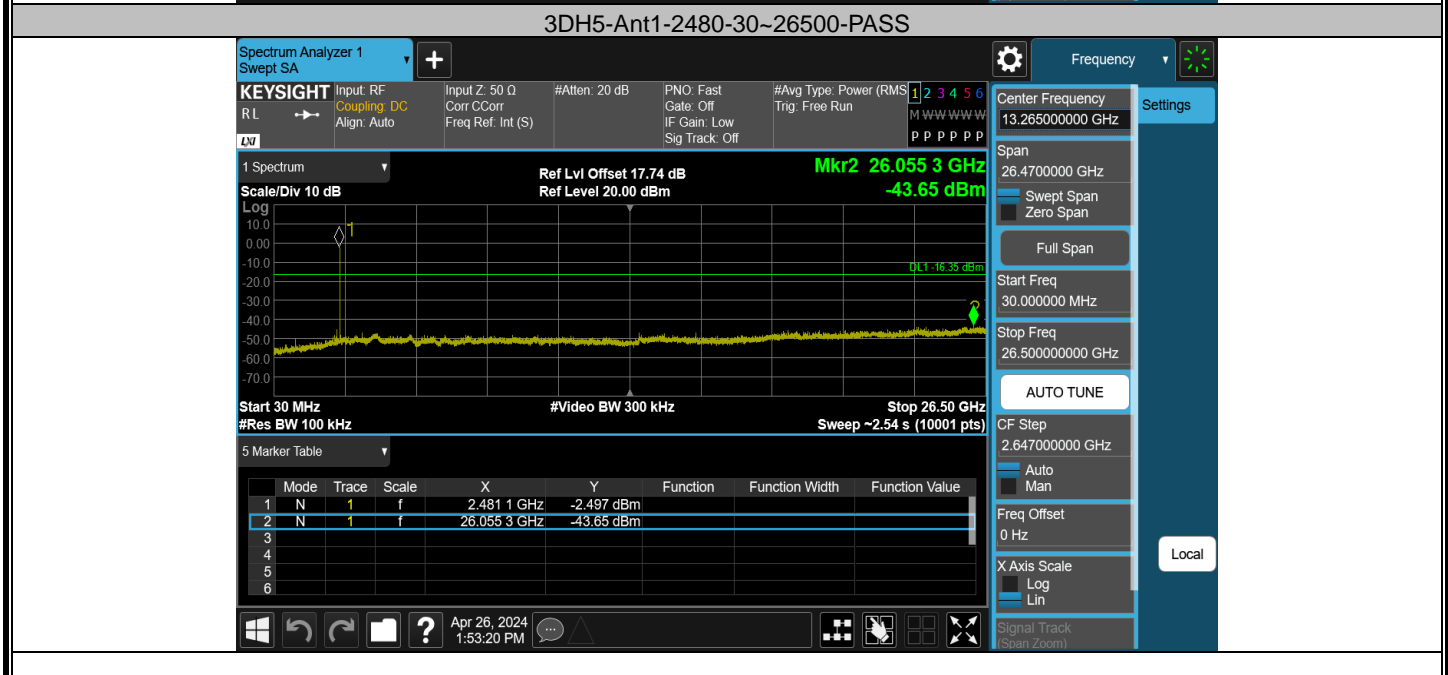 3DH5-Ant1-2480-30~26500-PASS
Spectrum Analyzer 1
Swept SA
+
Frequency
KEYSIGHT
R L
LXI
Input: RF
Coupling: DC
Align: Auto
Input Z: 50 Ω
Corr CCorr
Freq Ref: Int (S)
#Atten: 20 dB
PNO: Fast
Gate: Off
IF Gain: Low
Sig Track: Off
#Avg Type: Power (RMS
Trig: Free Run
1 2 3 4 5 6
M W W W W W
P P P P P P
1 Spectrum
Scale/Div 10 dB
Ref Lvl Offset 17.74 dB
Ref Level 20.00 dBm
Mkr2 26.055 3 GHz
-43.65 dBm
Log
10.0
0.00
-10.0
-20.0
-30.0
-40.0
-50.0
-60.0
-70.0
1
DL1 -16.35 dBm
2
Start 30 MHz
#Video BW 300 kHz
Stop 26.50 GHz
#Res BW 100 kHz
Sweep ~2.54 s (10001 pts)
5 Marker Table
Mode Trace Scale X Y Function Function Width Function Value
1 N 1 f 2.481 1 GHz -2.497 dBm
2 N 1 f 26.055 3 GHz -43.65 dBm
3
4
5
6
?
Apr 26, 2024
1:53:20 PM
Center Frequency
13.265000000 GHz
Settings
Span
26.4700000 GHz
Swept Span
Zero Span
Full Span
Start Freq
30.000000 MHz
Stop Freq
26.500000000 GHz
AUTO TUNE
CF Step
2.647000000 GHz
Auto
Man
Freq Offset
0 Hz
Local
X Axis Scale
Log
Lin
Signal Track
(Span Zoom)